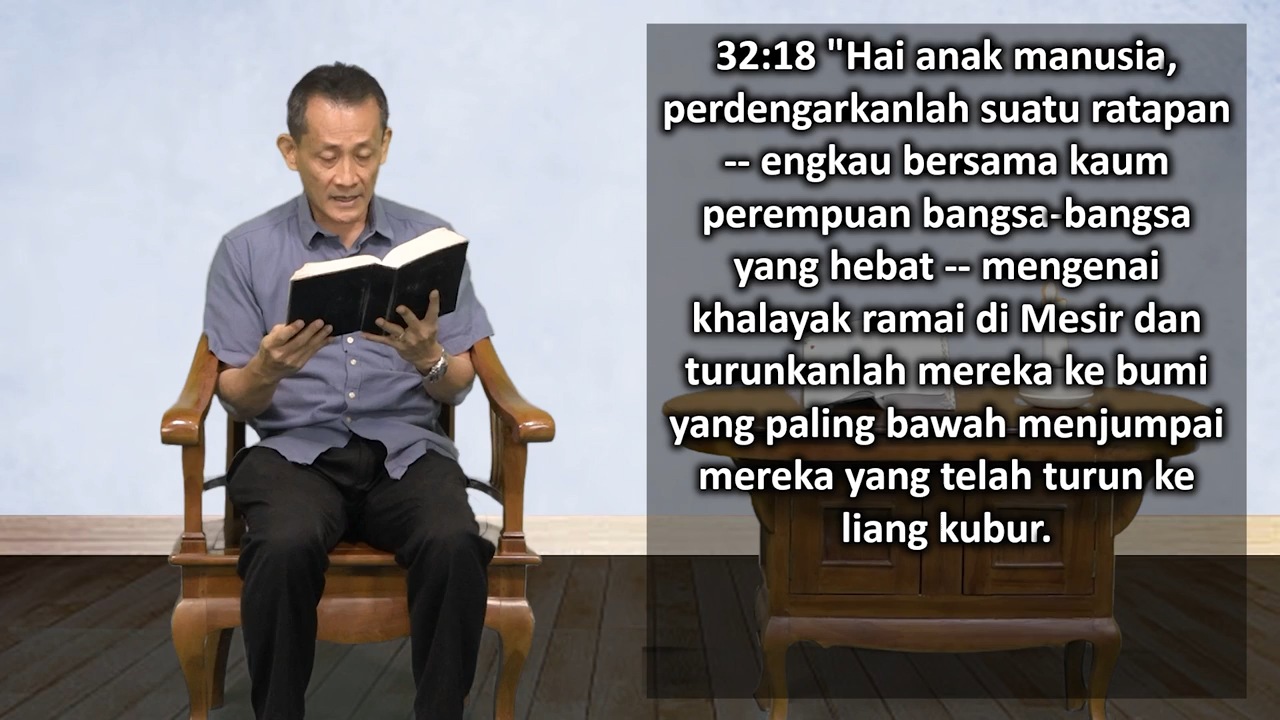 32:18 "Hai anak manusia,
perdengarkanlah suatu ratapan
-- engkau bersama kaum
perempuan bangsa-bangsa
yang hebat -- mengenai
khalayak ramai di Mesir dan
turunkanlah mereka ke bumi
yang paling bawah menjumpai
mereka yang telah turun ke
liang kubur.